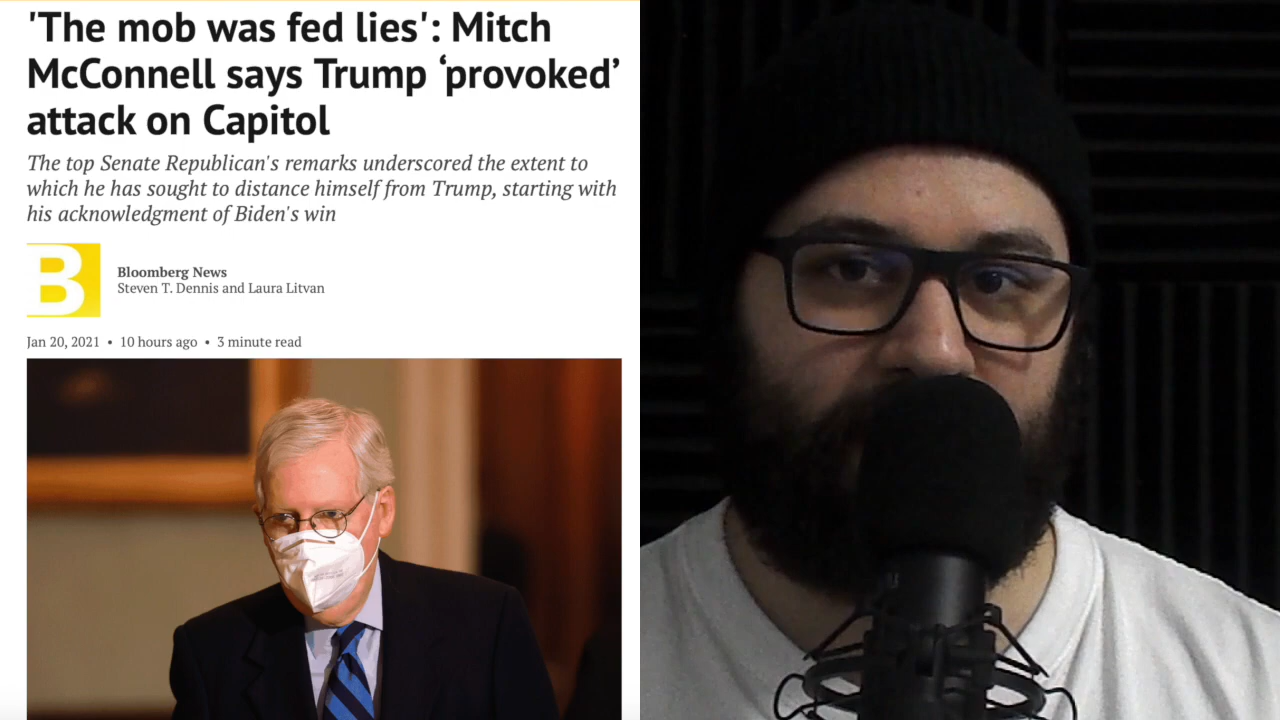 'The mob was fed lies': Mitch
McConnell says Trump ‘provoked’
attack on Capitol
The top Senate Republican's remarks underscored the extent to
which he has sought to distance himself from Trump, starting with
his acknowledgment of Biden's win
B
Bloomberg News
Steven T. Dennis and Laura Litvan
Jan 20, 2021 • 10 hours ago • 3 minute read